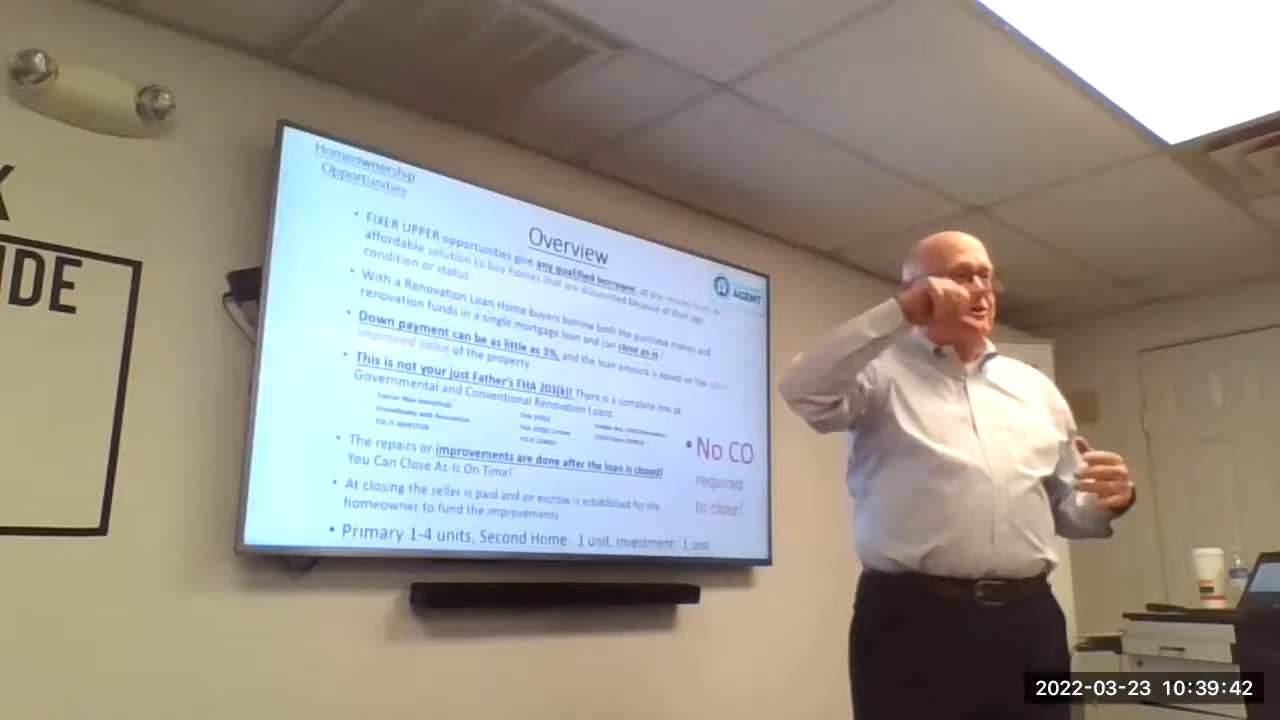 K
IDE
Homeownership
Opportunities
Overview
AGENT
• FIXER UPPER opportunities give any qualified borrower at any
affordable solution to buy homes that are discounted because of their age
condition or status.
• With a Renovation Loan Home buyers borrow both the purchase money and
renovation funds in a single mortgage loan and can close as-is !
• Down payment can be as little as 3%, and the loan amount is based on the
improved value of the property
• This is not your just Father's FHA 203(k)! There is a complete line of
Governmental and Conventional Renovation Loans.
• The repairs or improvements are done after the loan is closed!
You Can Close As-Is On Time!
• At closing the seller is paid and an escrow is established for the
homeowner to fund the improvements
• Primary 1-4 units, Second Home: 1 unit, Investment: 1 unit
• No CO
required
to close!
2022-03-23 10:39:42